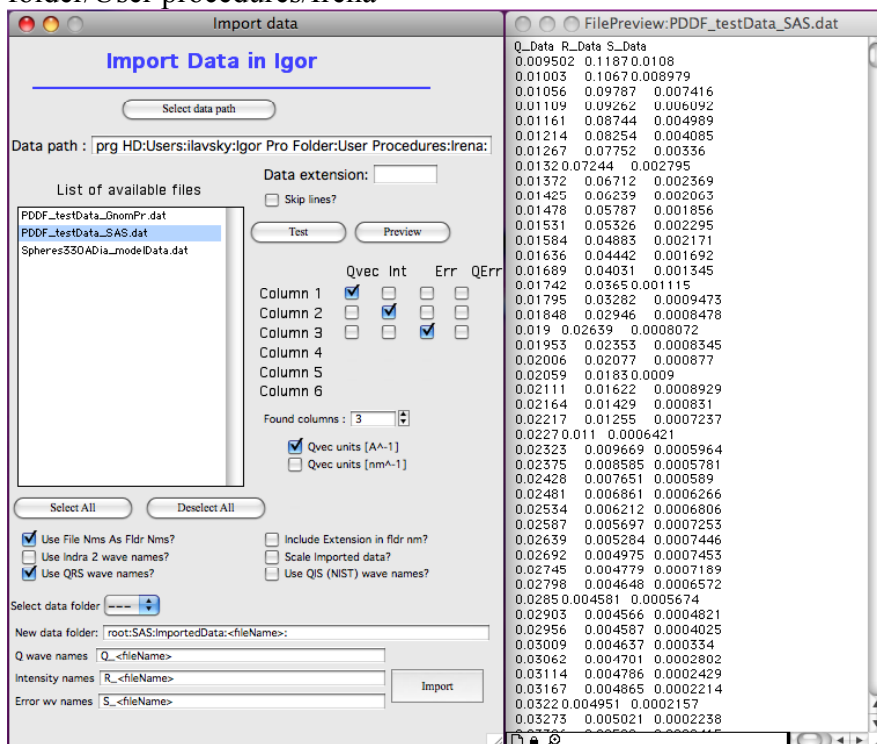 folder/User procedures/Irena
Import data
Import Data in Igor
Select data path
Data path : prg HD:Users:ilavsky:Igor Pro Folder:User Procedures:Irena:
Data extension:
List of available files
Skip lines?
PDDF_testData_GnomPr.dat
PDDF_testData_SAS.dat
Spheres330ADia_modelData.dat
Test Preview
Qvec Int Err QErr
Column 1
Column 2
Column 3
Column 4
Column 5
Column 6
Found columns : 3
Qvec units [A^-1]
Qvec units [nm^-1]
Select All Deselect All
Use File Nms As Fldr Nms? Include Extension in fldr nm?
Use Indra 2 wave names? Scale Imported data?
Use QRS wave names? Use QIS (NIST) wave names?
Select data folder ---
New data folder: root:SAS:ImportedData:<fileName>:
Q wave names Q_<fileName>
Intensity names R_<fileName>
Error wv names S_<fileName>
Import
FilePreview:PDDF_testData_SAS.dat
Q_Data R_Data S_Data
0.009502 0.1187 0.0108
0.01003 0.1067 0.008979
0.01056 0.09787 0.007416
0.01109 0.09262 0.006092
0.01161 0.08744 0.004989
0.01214 0.08254 0.004085
0.01267 0.07752 0.00336
0.0132 0.07244 0.002795
0.01372 0.06712 0.002369
0.01425 0.06239 0.002063
0.01478 0.05787 0.001856
0.01531 0.05326 0.002295
0.01584 0.04883 0.002171
0.01636 0.04442 0.001692
0.01689 0.04031 0.001345
0.01742 0.0365 0.001115
0.01795 0.03282 0.0009473
0.01848 0.02946 0.0008478
0.019 0.02639 0.0008072
0.01953 0.02353 0.0008345
0.02006 0.02077 0.000877
0.02059 0.0183 0.0009
0.02111 0.01622 0.0008929
0.02164 0.01429 0.000831
0.02217 0.01255 0.0007237
0.0227 0.011 0.0006421
0.02323 0.009669 0.0005964
0.02375 0.008585 0.0005781
0.02428 0.007651 0.000589
0.02481 0.006861 0.0006266
0.02534 0.006212 0.0006806
0.02587 0.005697 0.0007253
0.02639 0.005284 0.0007446
0.02692 0.004975 0.0007453
0.02745 0.004779 0.0007189
0.02798 0.004648 0.0006572
0.0285 0.004581 0.0005674
0.02903 0.004566 0.0004821
0.02956 0.004587 0.0004025
0.03009 0.004637 0.000334
0.03062 0.004701 0.0002802
0.03114 0.004786 0.0002429
0.03167 0.004865 0.0002214
0.0322 0.004951 0.0002157
0.03273 0.005021 0.0002238